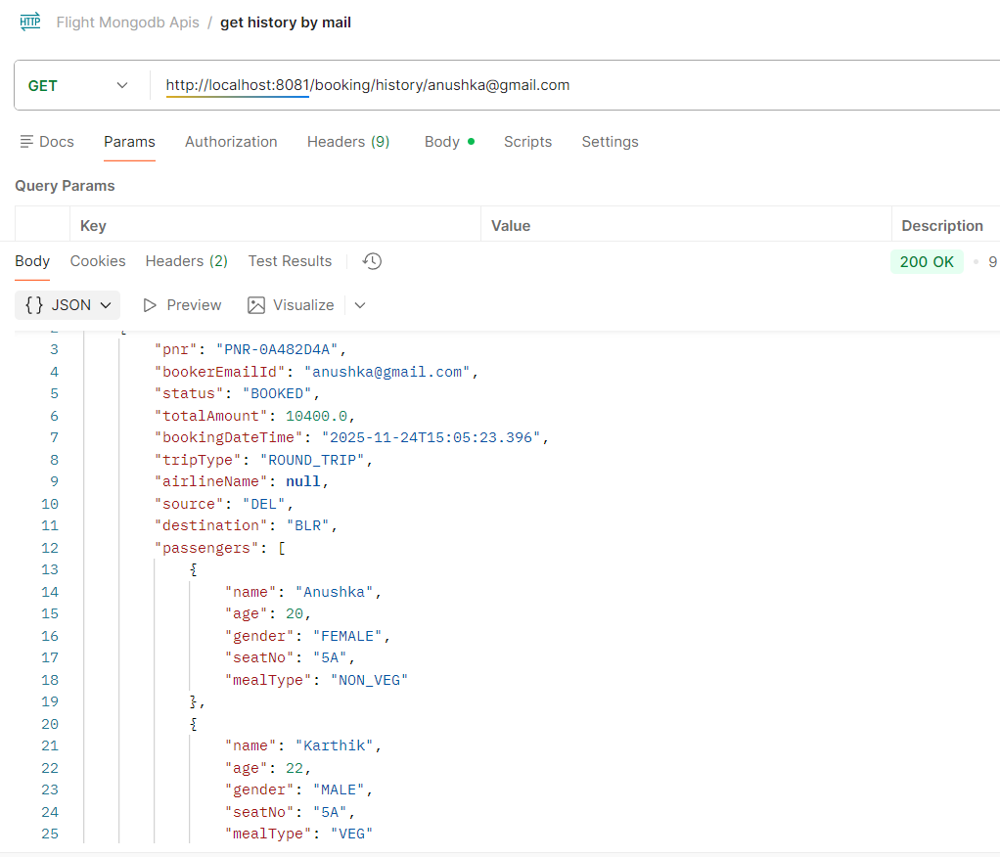 HTTP Flight Mongodb Apis / get history by mail
GET http://localhost:8081/booking/history/anushka@gmail.com
Docs Params Authorization Headers (9) Body Scripts Settings
Query Params
Key Value Description
Body Cookies Headers (2) Test Results 200 OK • 9
{} JSON Preview Visualize
3 "pnr": "PNR-0A482D4A",
4 "bookerEmailId": "anushka@gmail.com",
5 "status": "BOOKED",
6 "totalAmount": 10400.0,
7 "bookingDateTime": "2025-11-24T15:05:23.396",
8 "tripType": "ROUND_TRIP",
9 "airlineName": null,
10 "source": "DEL",
11 "destination": "BLR",
12 "passengers": [
13 {
14 "name": "Anushka",
15 "age": 20,
16 "gender": "FEMALE",
17 "seatNo": "5A",
18 "mealType": "NON_VEG"
19 },
20 {
21 "name": "Karthik",
22 "age": 22,
23 "gender": "MALE",
24 "seatNo": "5A",
25 "mealType": "VEG"